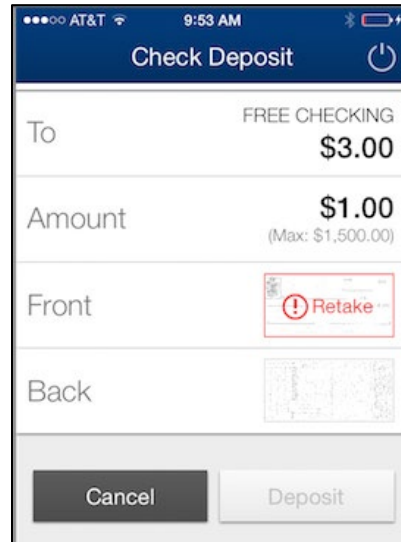 AT&T 9:53 AM
Check Deposit
To
FREE CHECKING
$3.00
Amount
$1.00
(Max: $1,500.00)
Front
Retake
Back
Cancel
Deposit